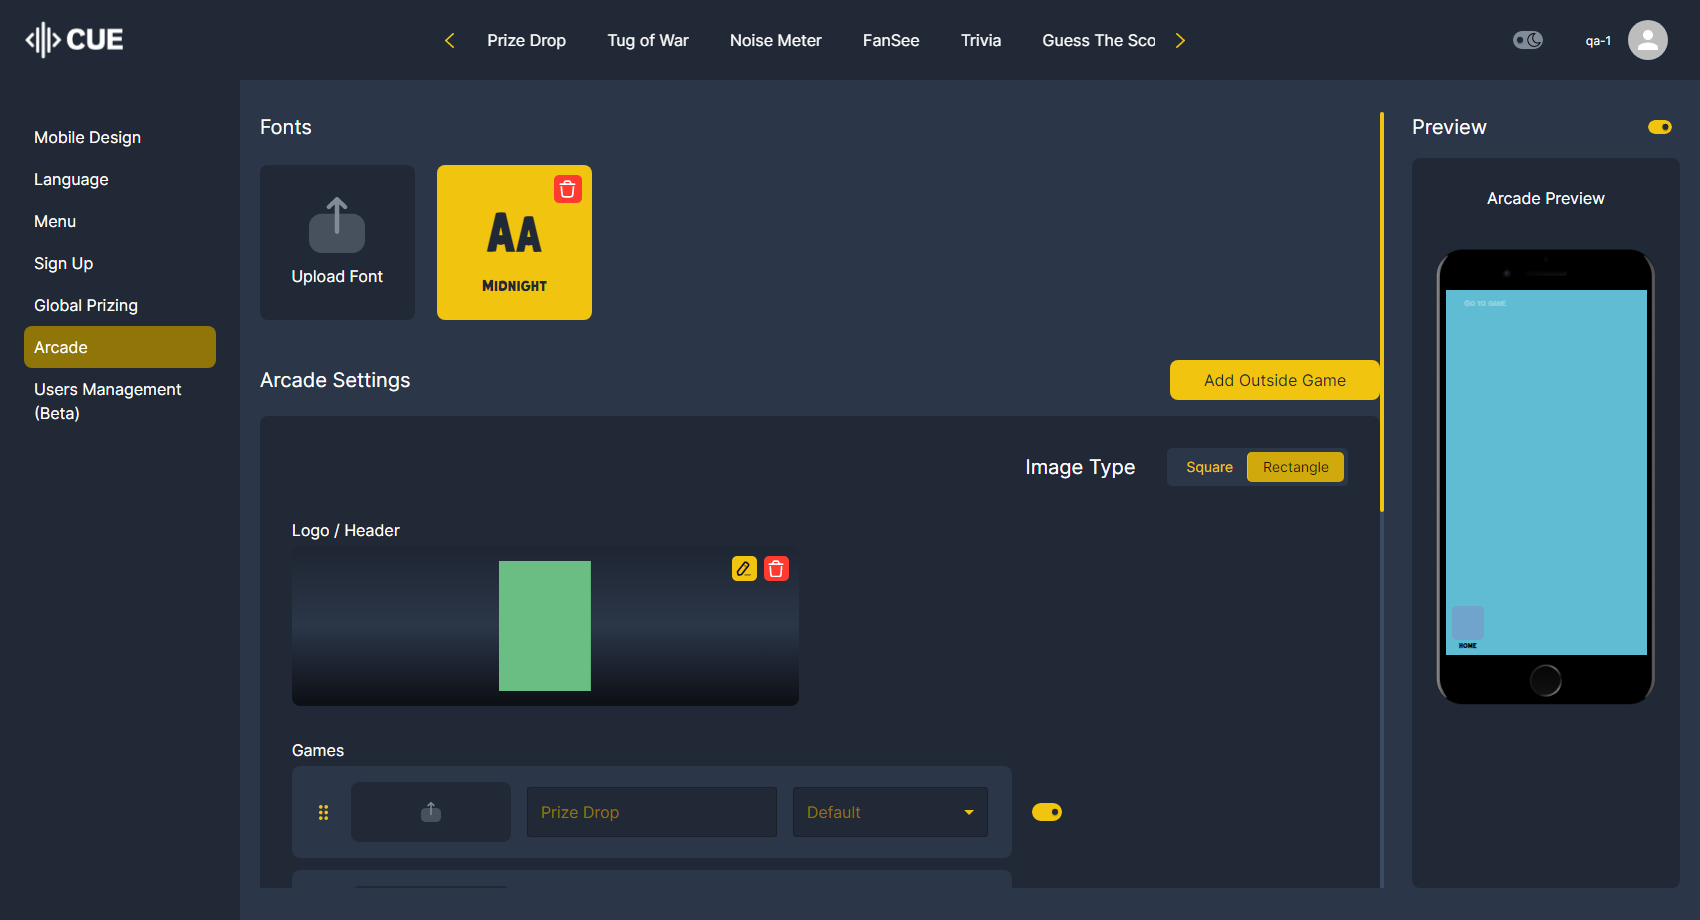 CUE
Prize Drop
Tug of War
Noise Meter
FanSee
Trivia
Guess The Sco
qa-1
Mobile Design
Language
Menu
Sign Up
Global Prizing
Arcade
Users Management
(Beta)
Fonts
Upload Font
AA
MIDNIGHT
Arcade Settings
Add Outside Game
Image Type
Square
Rectangle
Logo / Header
Games
Prize Drop
Default
Preview
Arcade Preview
GO TO GAME
HOME